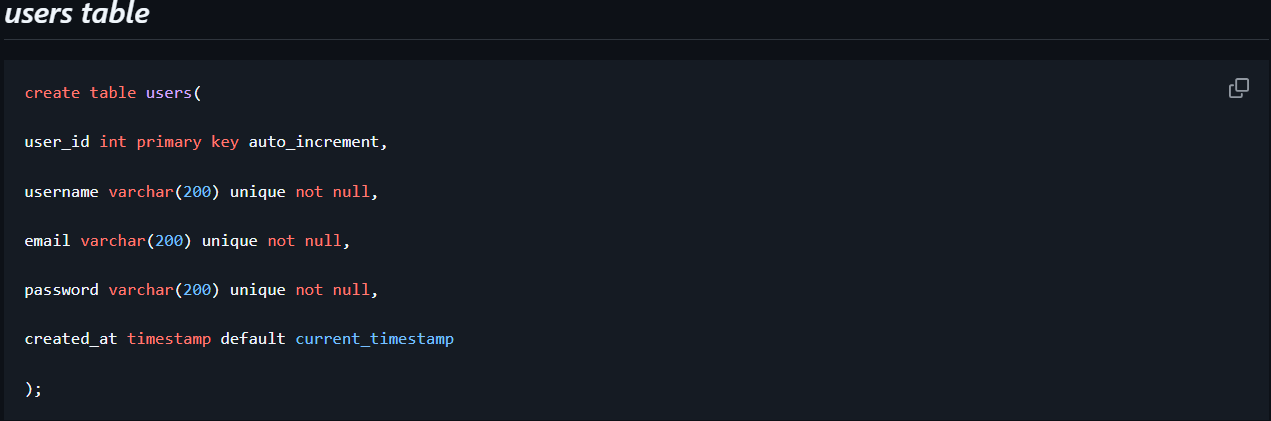 users table
create table users(
user_id int primary key auto_increment,
username varchar(200) unique not null,
email varchar(200) unique not null,
password varchar(200) unique not null,
created_at timestamp default current_timestamp
);